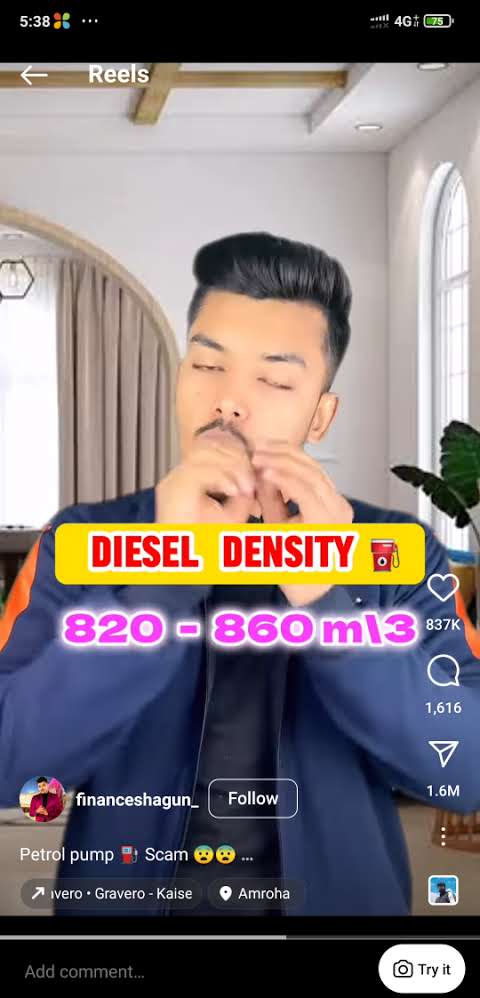 5:38
4G+
75
Reels
DIESEL DENSITY
820 - 860 m\3
837K
1,616
1.6M
financeshagun_
Follow
Petrol pump Scam ...
avero • Gravero - Kaise
Amroha
Add comment...
Try it